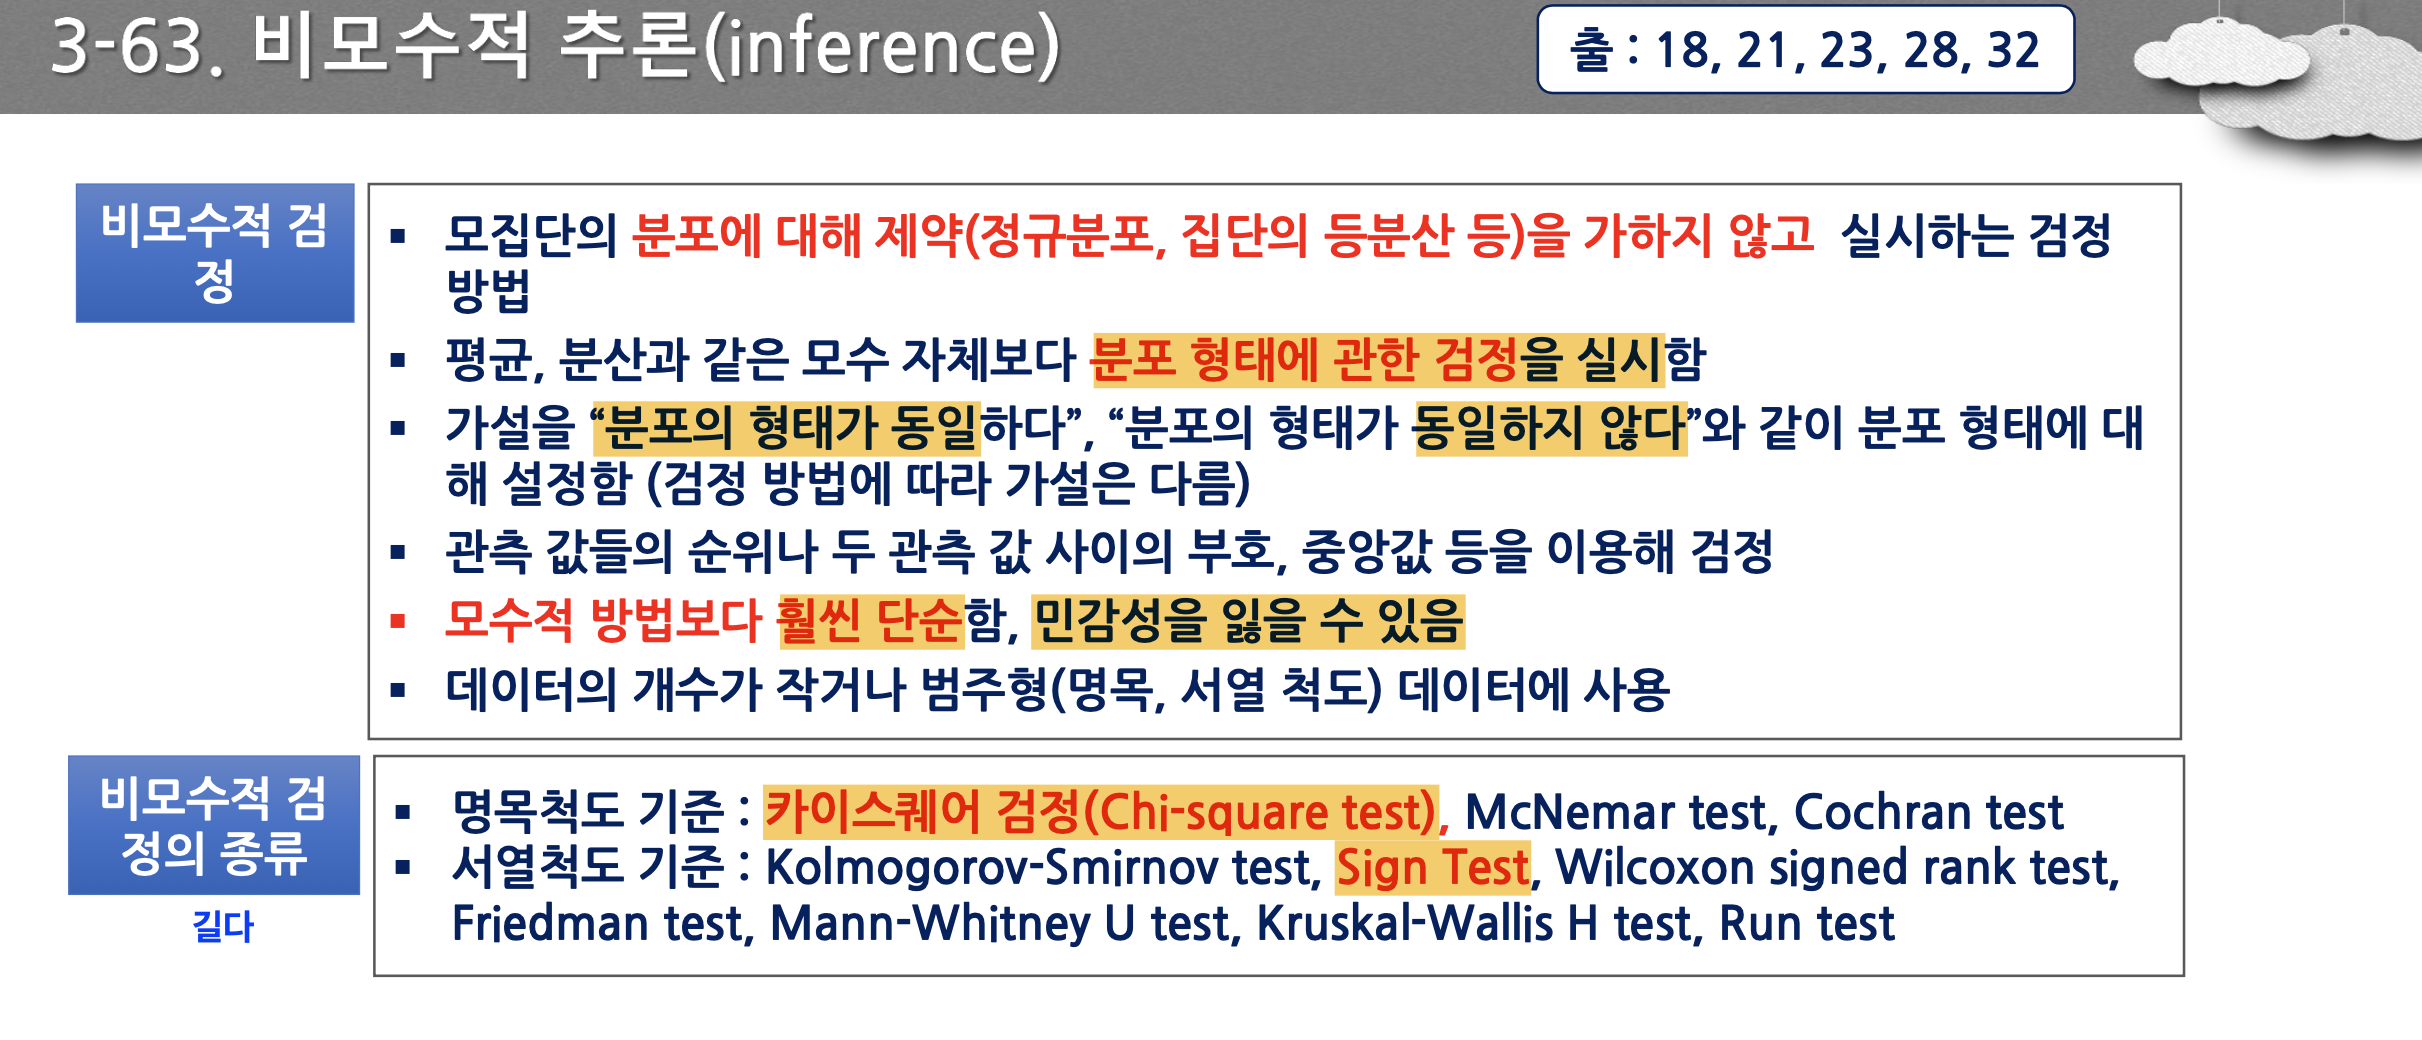 3-63. 비모수적 추론(inference)
출 : 18, 21, 23, 28, 32
비모수적 검
정
▪ 모집단의 분포에 대해 제약(정규분포, 집단의 등분산 등)을 가하지 않고 실시하는 검정
방법
▪ 평균, 분산과 같은 모수 자체보다 분포 형태에 관한 검정을 실시함
▪ 가설을 “분포의 형태가 동일하다”, “분포의 형태가 동일하지 않다”와 같이 분포 형태에 대
해 설정함 (검정 방법에 따라 가설은 다름)
▪ 관측 값들의 순위나 두 관측 값 사이의 부호, 중앙값 등을 이용해 검정
▪ 모수적 방법보다 훨씬 단순함, 민감성을 잃을 수 있음
▪ 데이터의 개수가 작거나 범주형(명목, 서열 척도) 데이터에 사용
비모수적 검
정의 종류
길다
▪ 명목척도 기준 : 카이스퀘어 검정(Chi-square test), McNemar test, Cochran test
▪ 서열척도 기준 : Kolmogorov-Smirnov test, Sign Test, Wilcoxon signed rank test,
Friedman test, Mann-Whitney U test, Kruskal-Wallis H test, Run test